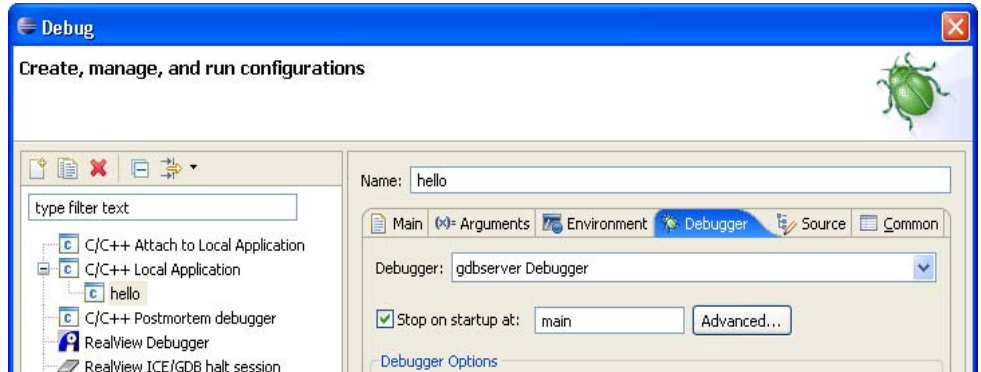 Debug
Create, manage, and run configurations
type filter text
C/C++ Attach to Local Application
C/C++ Local Application
hello
C/C++ Postmortem debugger
RealView Debugger
RealView ICE/GDB halt session
Name: hello
Main (x)= Arguments Environment Debugger Source Common
Debugger: gdbserver Debugger
Stop on startup at: main Advanced...
Debugger Options